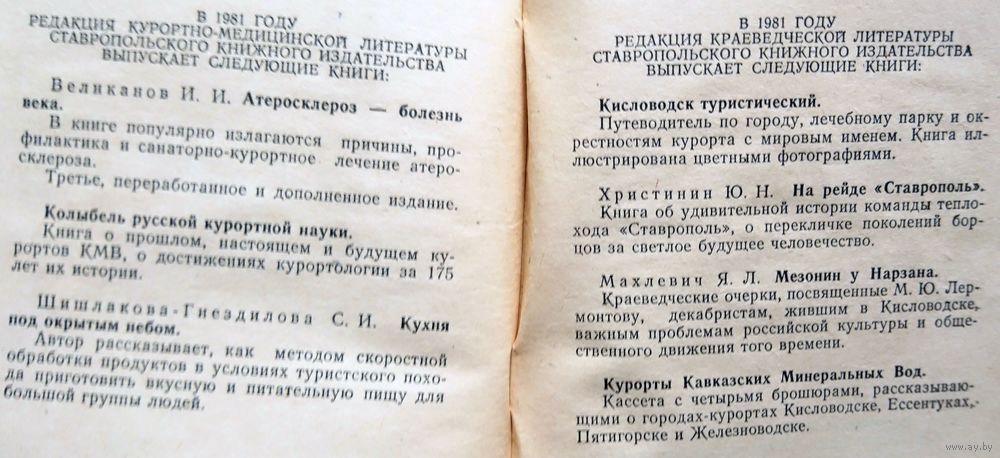 В 1981 ГОДУ
РЕДАКЦИЯ КУРОРТНО-МЕДИЦИНСКОЙ ЛИТЕРАТУРЫ
СТАВРОПОЛЬСКОГО КНИЖНОГО ИЗДАТЕЛЬСТВА
ВЫПУСКАЕТ СЛЕДУЮЩИЕ КНИГИ:
Великанов И. И. Атеросклероз — болезнь
века.
В книге популярно излагаются причины, про-
филактика и санаторно-курортное лечение атеро-
склероза.
Третье, переработанное и дополненное издание.
Колыбель русской курортной науки.
Книга о прошлом, настоящем и будущем ку-
рортов КМВ, о достижениях курортологии за 175
лет их истории.
Шишлакова-Гнездилова С. И. Кухня
под окрытым небом.
Автор рассказывает, как методом скоростной
обработки продуктов в условиях туристского похо-
да приготовить вкусную и питательную пищу для
большой группы людей.
В 1981 ГОДУ
РЕДАКЦИЯ КРАЕВЕДЧЕСКОЙ ЛИТЕРАТУРЫ
СТАВРОПОЛЬСКОГО КНИЖНОГО ИЗДАТЕЛЬСТВА
ВЫПУСКАЕТ СЛЕДУЮЩИЕ КНИГИ:
Кисловодск туристический.
Путеводитель по городу, лечебному парку и ок-
рестностям курорта с мировым именем. Книга ил-
люстрирована цветными фотографиями.
Христинин Ю. Н. На рейде «Ставрополь».
Книга об удивительной истории команды тепло-
хода «Ставрополь», о перекличке поколений бор-
цов за светлое будущее человечество.
Махлевич Я. Л. Мезонин у Нарзана.
Краеведческие очерки, посвященные М. Ю. Лер-
монтову, декабристам, жившим в Кисловодске,
важным проблемам российской культуры и обще-
ственного движения того времени.
Курорты Кавказских Минеральных Вод.
Кассета с четырьмя брошюрами, рассказываю-
щими о городах-курортах Кисловодске, Ессентуках,
Пятигорске и Железноводске.
www.ay.by